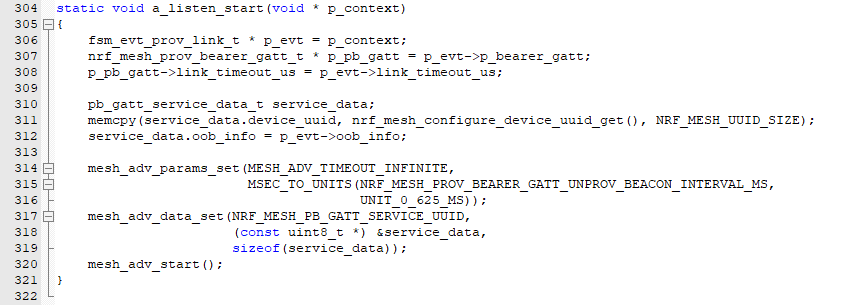 304 static void a_listen_start(void * p_context)
305 {
306     fsm_evt_prov_link_t * p_evt = p_context;
307     nrf_mesh_prov_bearer_gatt_t * p_pb_gatt = p_evt->p_bearer_gatt;
308     p_pb_gatt->link_timeout_us = p_evt->link_timeout_us;
309
310     pb_gatt_service_data_t service_data;
311     memcpy(service_data.device_uuid, nrf_mesh_configure_device_uuid_get(), NRF_MESH_UUID_SIZE);
312     service_data.oob_info = p_evt->oob_info;
313
314     mesh_adv_params_set(MESH_ADV_TIMEOUT_INFINITE,
315                         MSEC_TO_UNITS(NRF_MESH_PROV_BEARER_GATT_UNPROV_BEACON_INTERVAL_MS,
316                                       UNIT_0_625_MS));
317     mesh_adv_data_set(NRF_MESH_PB_GATT_SERVICE_UUID,
318                       (const uint8_t *) &service_data,
319                       sizeof(service_data));
320     mesh_adv_start();
321 }
322